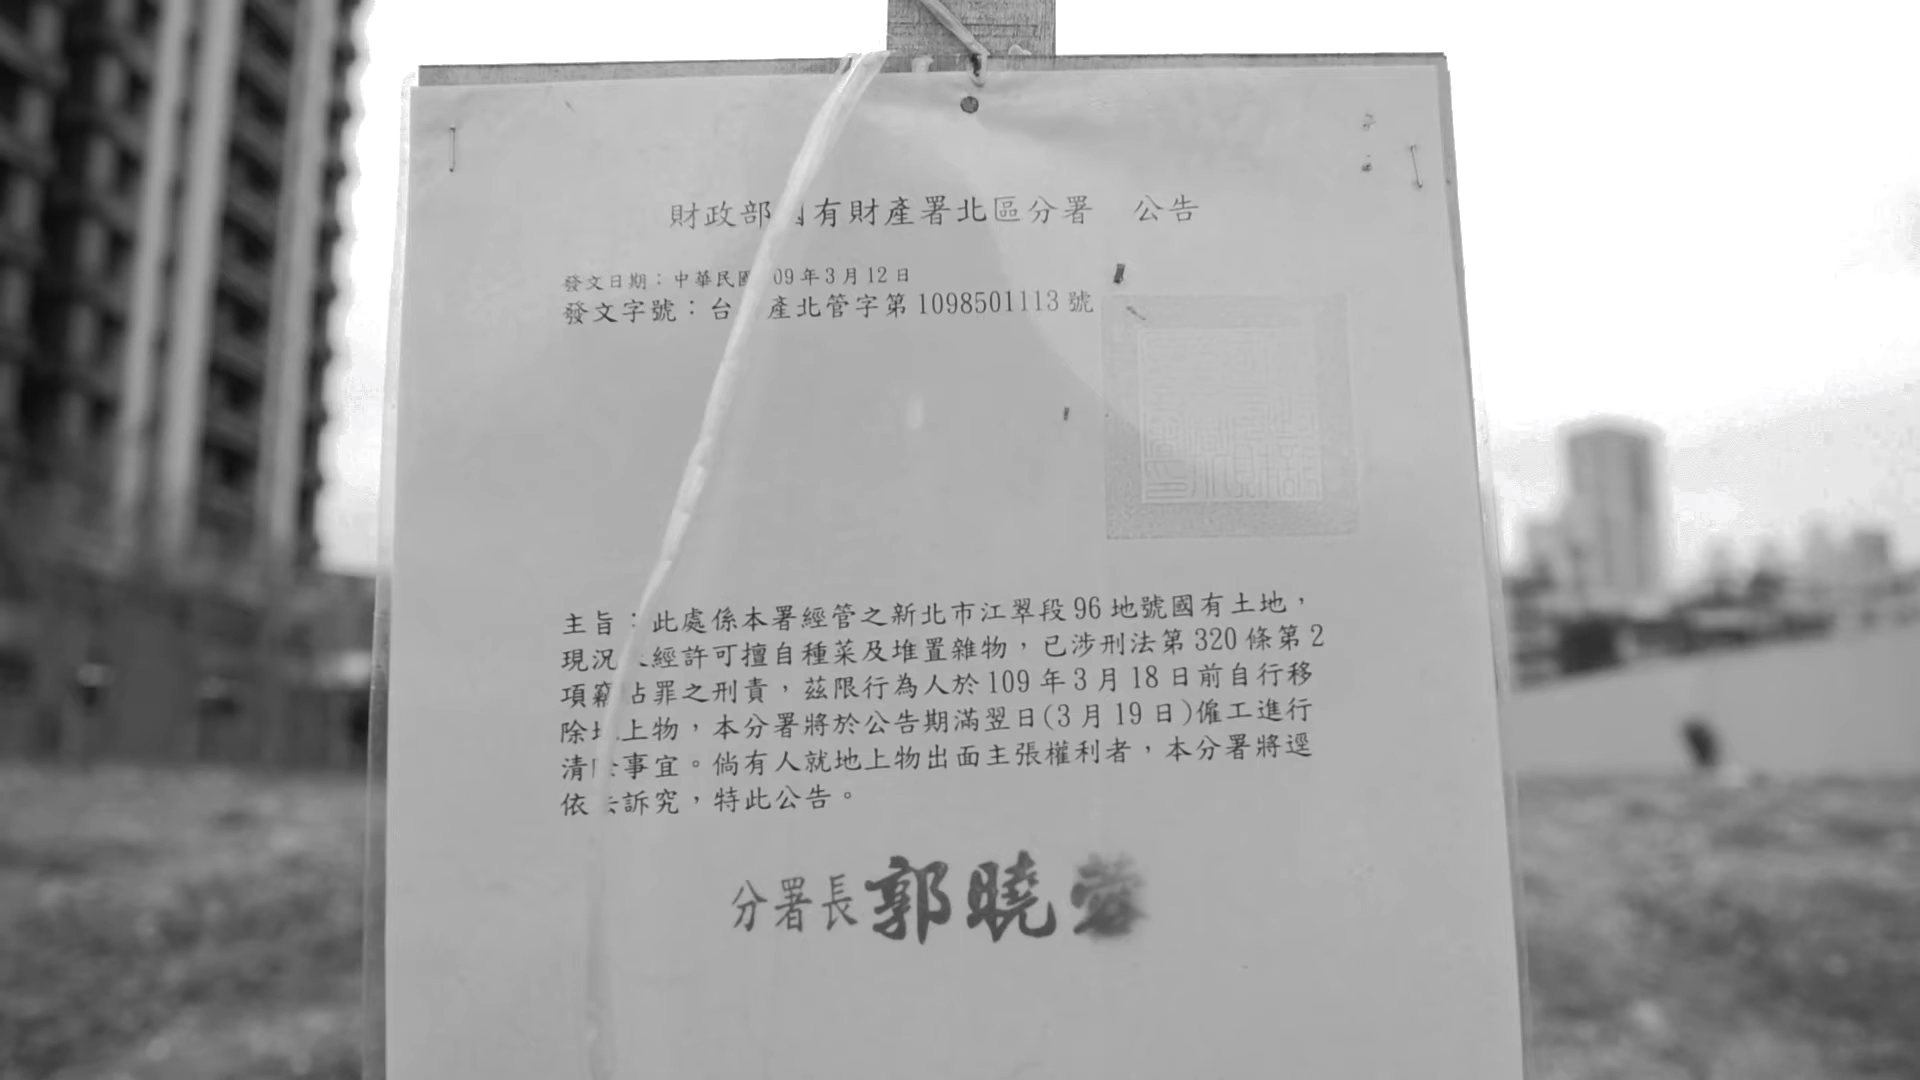 財政部 有財產署北區分署 公告
發文日期：中華民國 09年3月12日
發文字號：台 產北管字第1098501113號
主旨：此處係本署經管之新北市江翠段96地號國有土地，
現況 經許可擅自種菜及堆置雜物，已涉刑法第320條第2
項竊佔罪之刑責，茲限行為人於109年3月18日前自行移
除地上物，本分署將於公告期滿翌日(3月19日)僱工進行
清除事宜。倘有人就地上物出面主張權利者，本分署將逕
依 訴究，特此公告。
分署長郭曉蓉